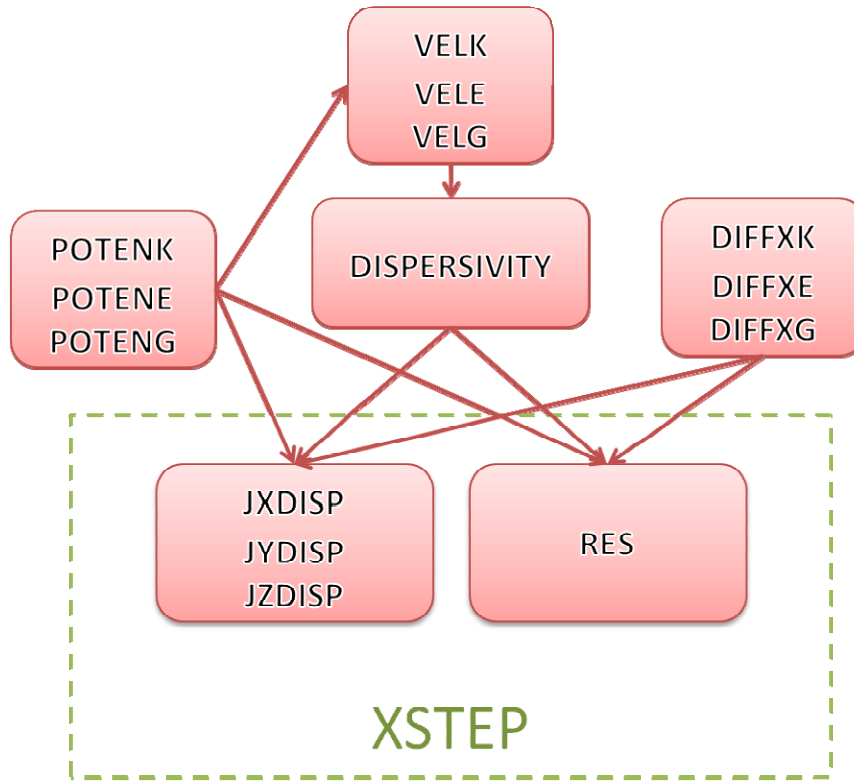 VELK
VELE
VELG
POTENK
POTENE
POTENG
DISPERSIVITY
DIFFXK
DIFFXE
DIFFXG
JXDISP
JYDISP
JZDISP
RES
XSTEP